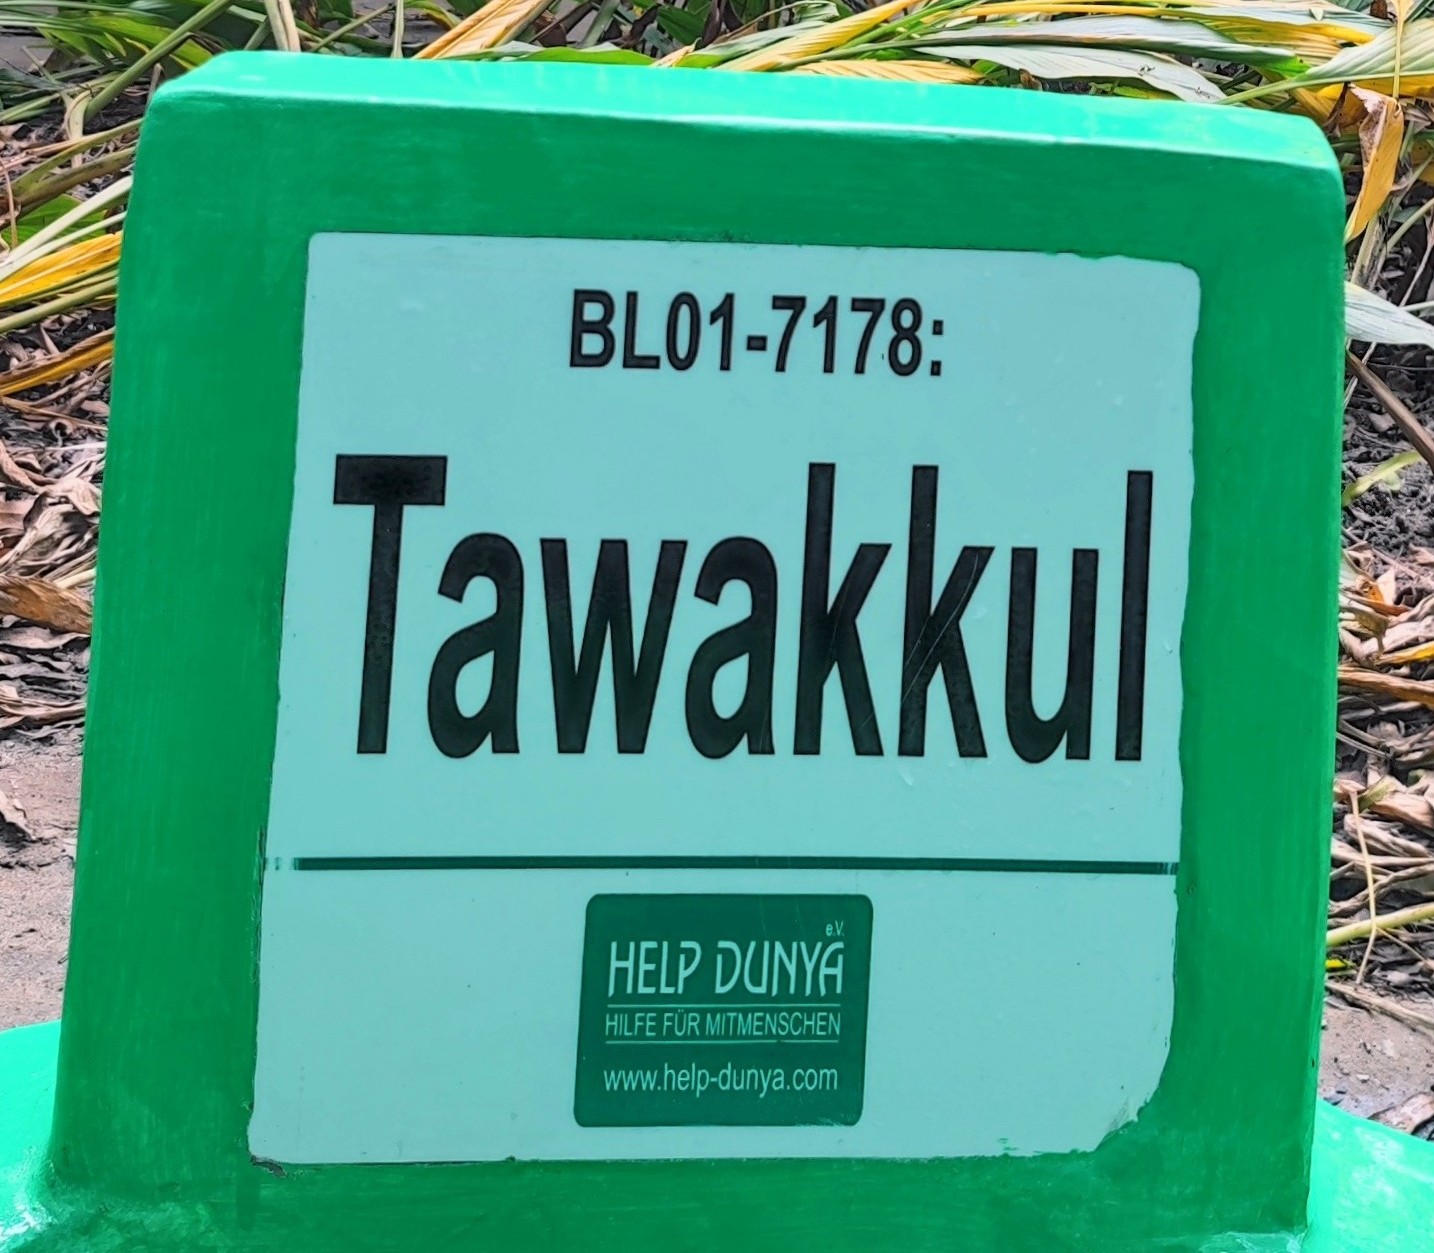 BL01-7178:
Tawakkul
e.V.
HELP DUNYA
HILFE FÜR MITMENSCHEN
www.help-dunya.com